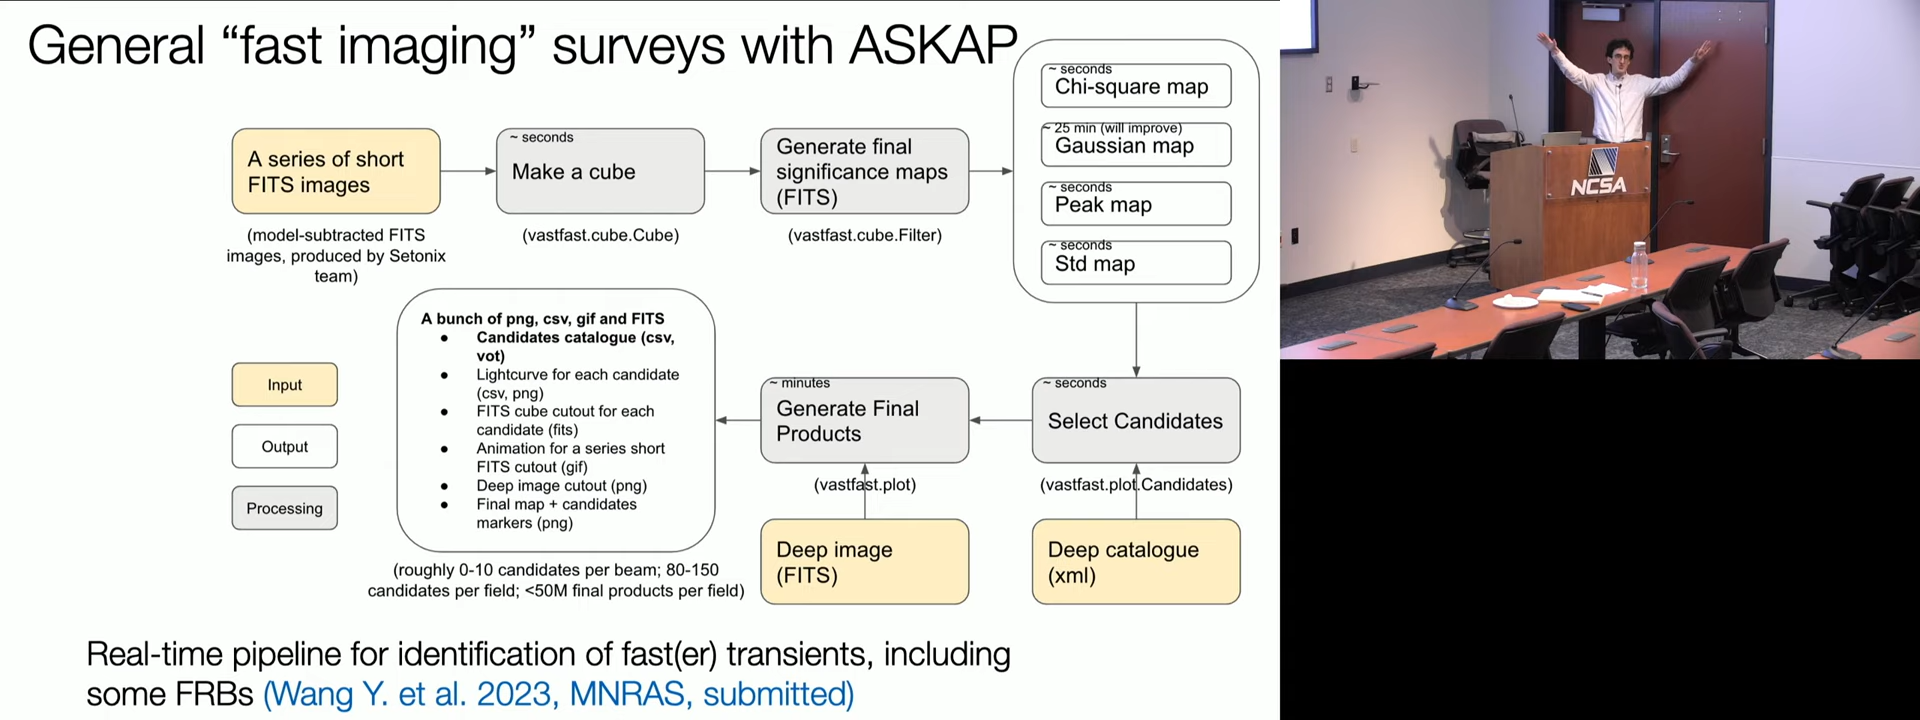 General “fast imaging” surveys with ASKAP
A series of short
FITS images
(model-subtracted FITS
images, produced by Setonix
team)
~ seconds
Make a cube
(vastfast.cube.Cube)
Generate final
significance maps
(FITS)
(vastfast.cube.Filter)
~ seconds
Chi-square map
~ 25 min (will improve)
Gaussian map
~ seconds
Peak map
~ seconds
Std map
~ seconds
Select Candidates
(vastfast.plot.Candidates)
Deep catalogue
(xml)
~ minutes
Generate Final
Products
(vastfast.plot)
Deep image
(FITS)
A bunch of png, csv, gif and FITS
● Candidates catalogue (csv,
vot)
● Lightcurve for each candidate
(csv, png)
● FITS cube cutout for each
candidate (fits)
● Animation for a series short
FITS cutout (gif)
● Deep image cutout (png)
● Final map + candidates
markers (png)
(roughly 0-10 candidates per beam; 80-150
candidates per field; <50M final products per field)
Input
Output
Processing
Real-time pipeline for identification of fast(er) transients, including
some FRBs (Wang Y. et al. 2023, MNRAS, submitted)
NCSA